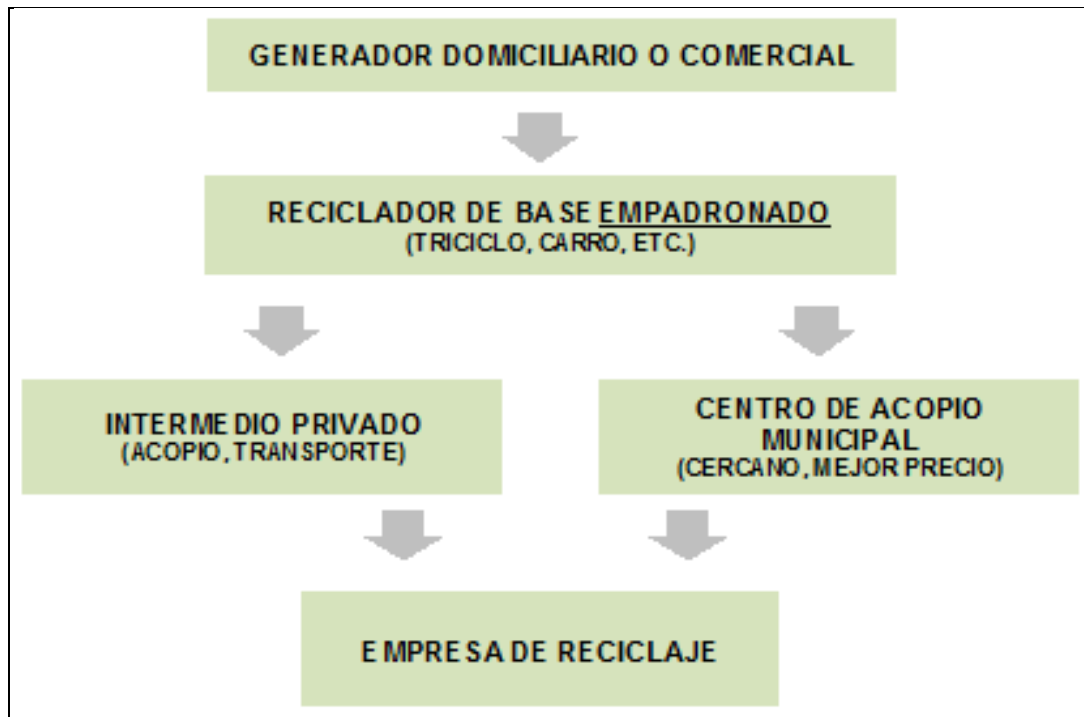 GENERADOR DOMICILIARIO O COMERCIAL
RECICLADOR DE BASE EMPADRONADO
(TRICICLO, CARRO, ETC.)
INTERMEDIO PRIVADO
(ACOPIO, TRANSPORTE)
CENTRO DE ACOPIO
MUNICIPAL
(CERCANO, MEJOR PRECIO)
EMPRESA DE RECICLAJE